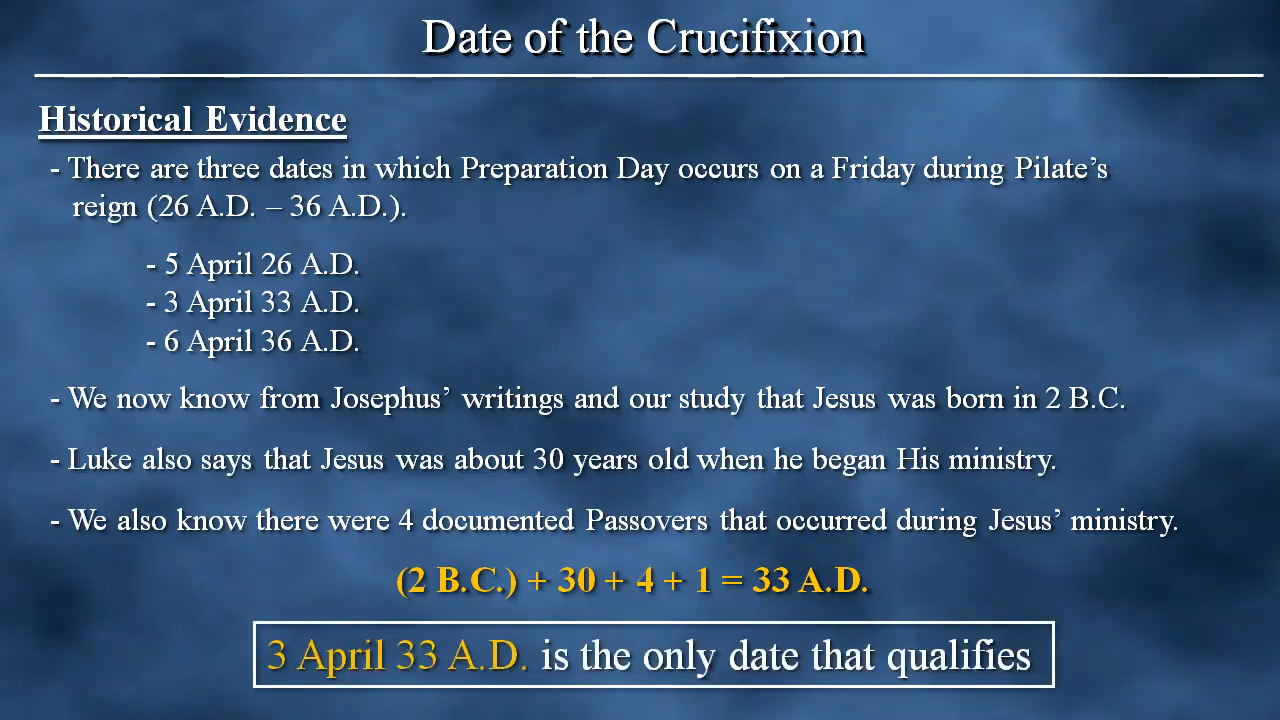 Date of the Crucifixion
Historical Evidence
- There are three dates in which Preparation Day occurs on a Friday during Pilate’s
reign (26 A.D. – 36 A.D.).
- 5 April 26 A.D.
- 3 April 33 A.D.
- 6 April 36 A.D.
- We now know from Josephus’ writings and our study that Jesus was born in 2 B.C.
- Luke also says that Jesus was about 30 years old when he began His ministry.
- We also know there were 4 documented Passovers that occurred during Jesus’ ministry.
(2 B.C.) + 30 + 4 + 1 = 33 A.D.
3 April 33 A.D. is the only date that qualifies